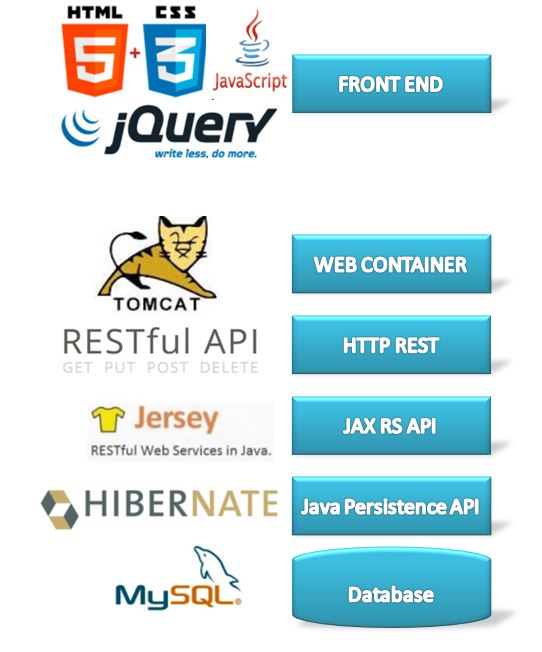 HTML CSS
5 + 3
JavaScript
FRONT END
jQuery
write less, do more.
TOMCAT
WEB CONTAINER
RESTful API
GET PUT POST DELETE
HTTP REST
Jersey
RESTful Web Services in Java.
JAX RS API
HIBERNATE
Java Persistence API
MySQL®
Database